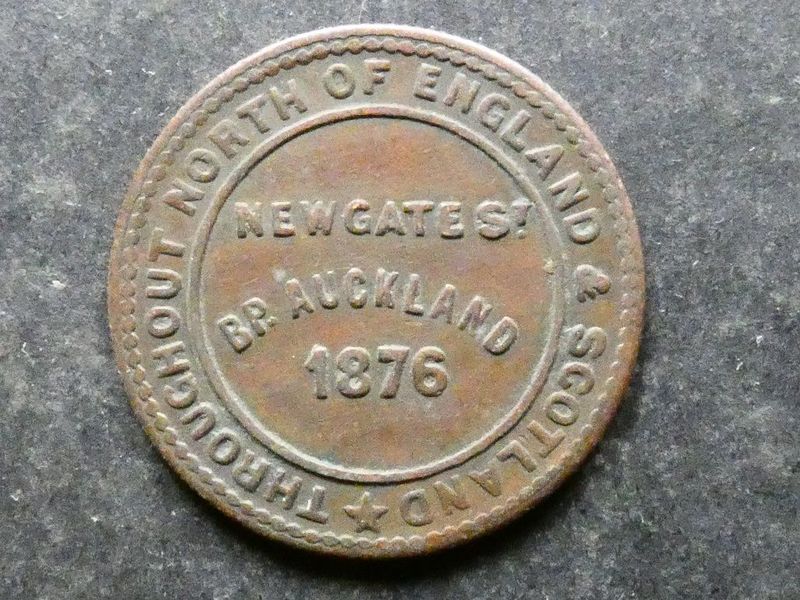 THROUGHOUT NORTH OF ENGLAND & SCOTLAND
NEWGATE ST
BP. AUCKLAND
1876